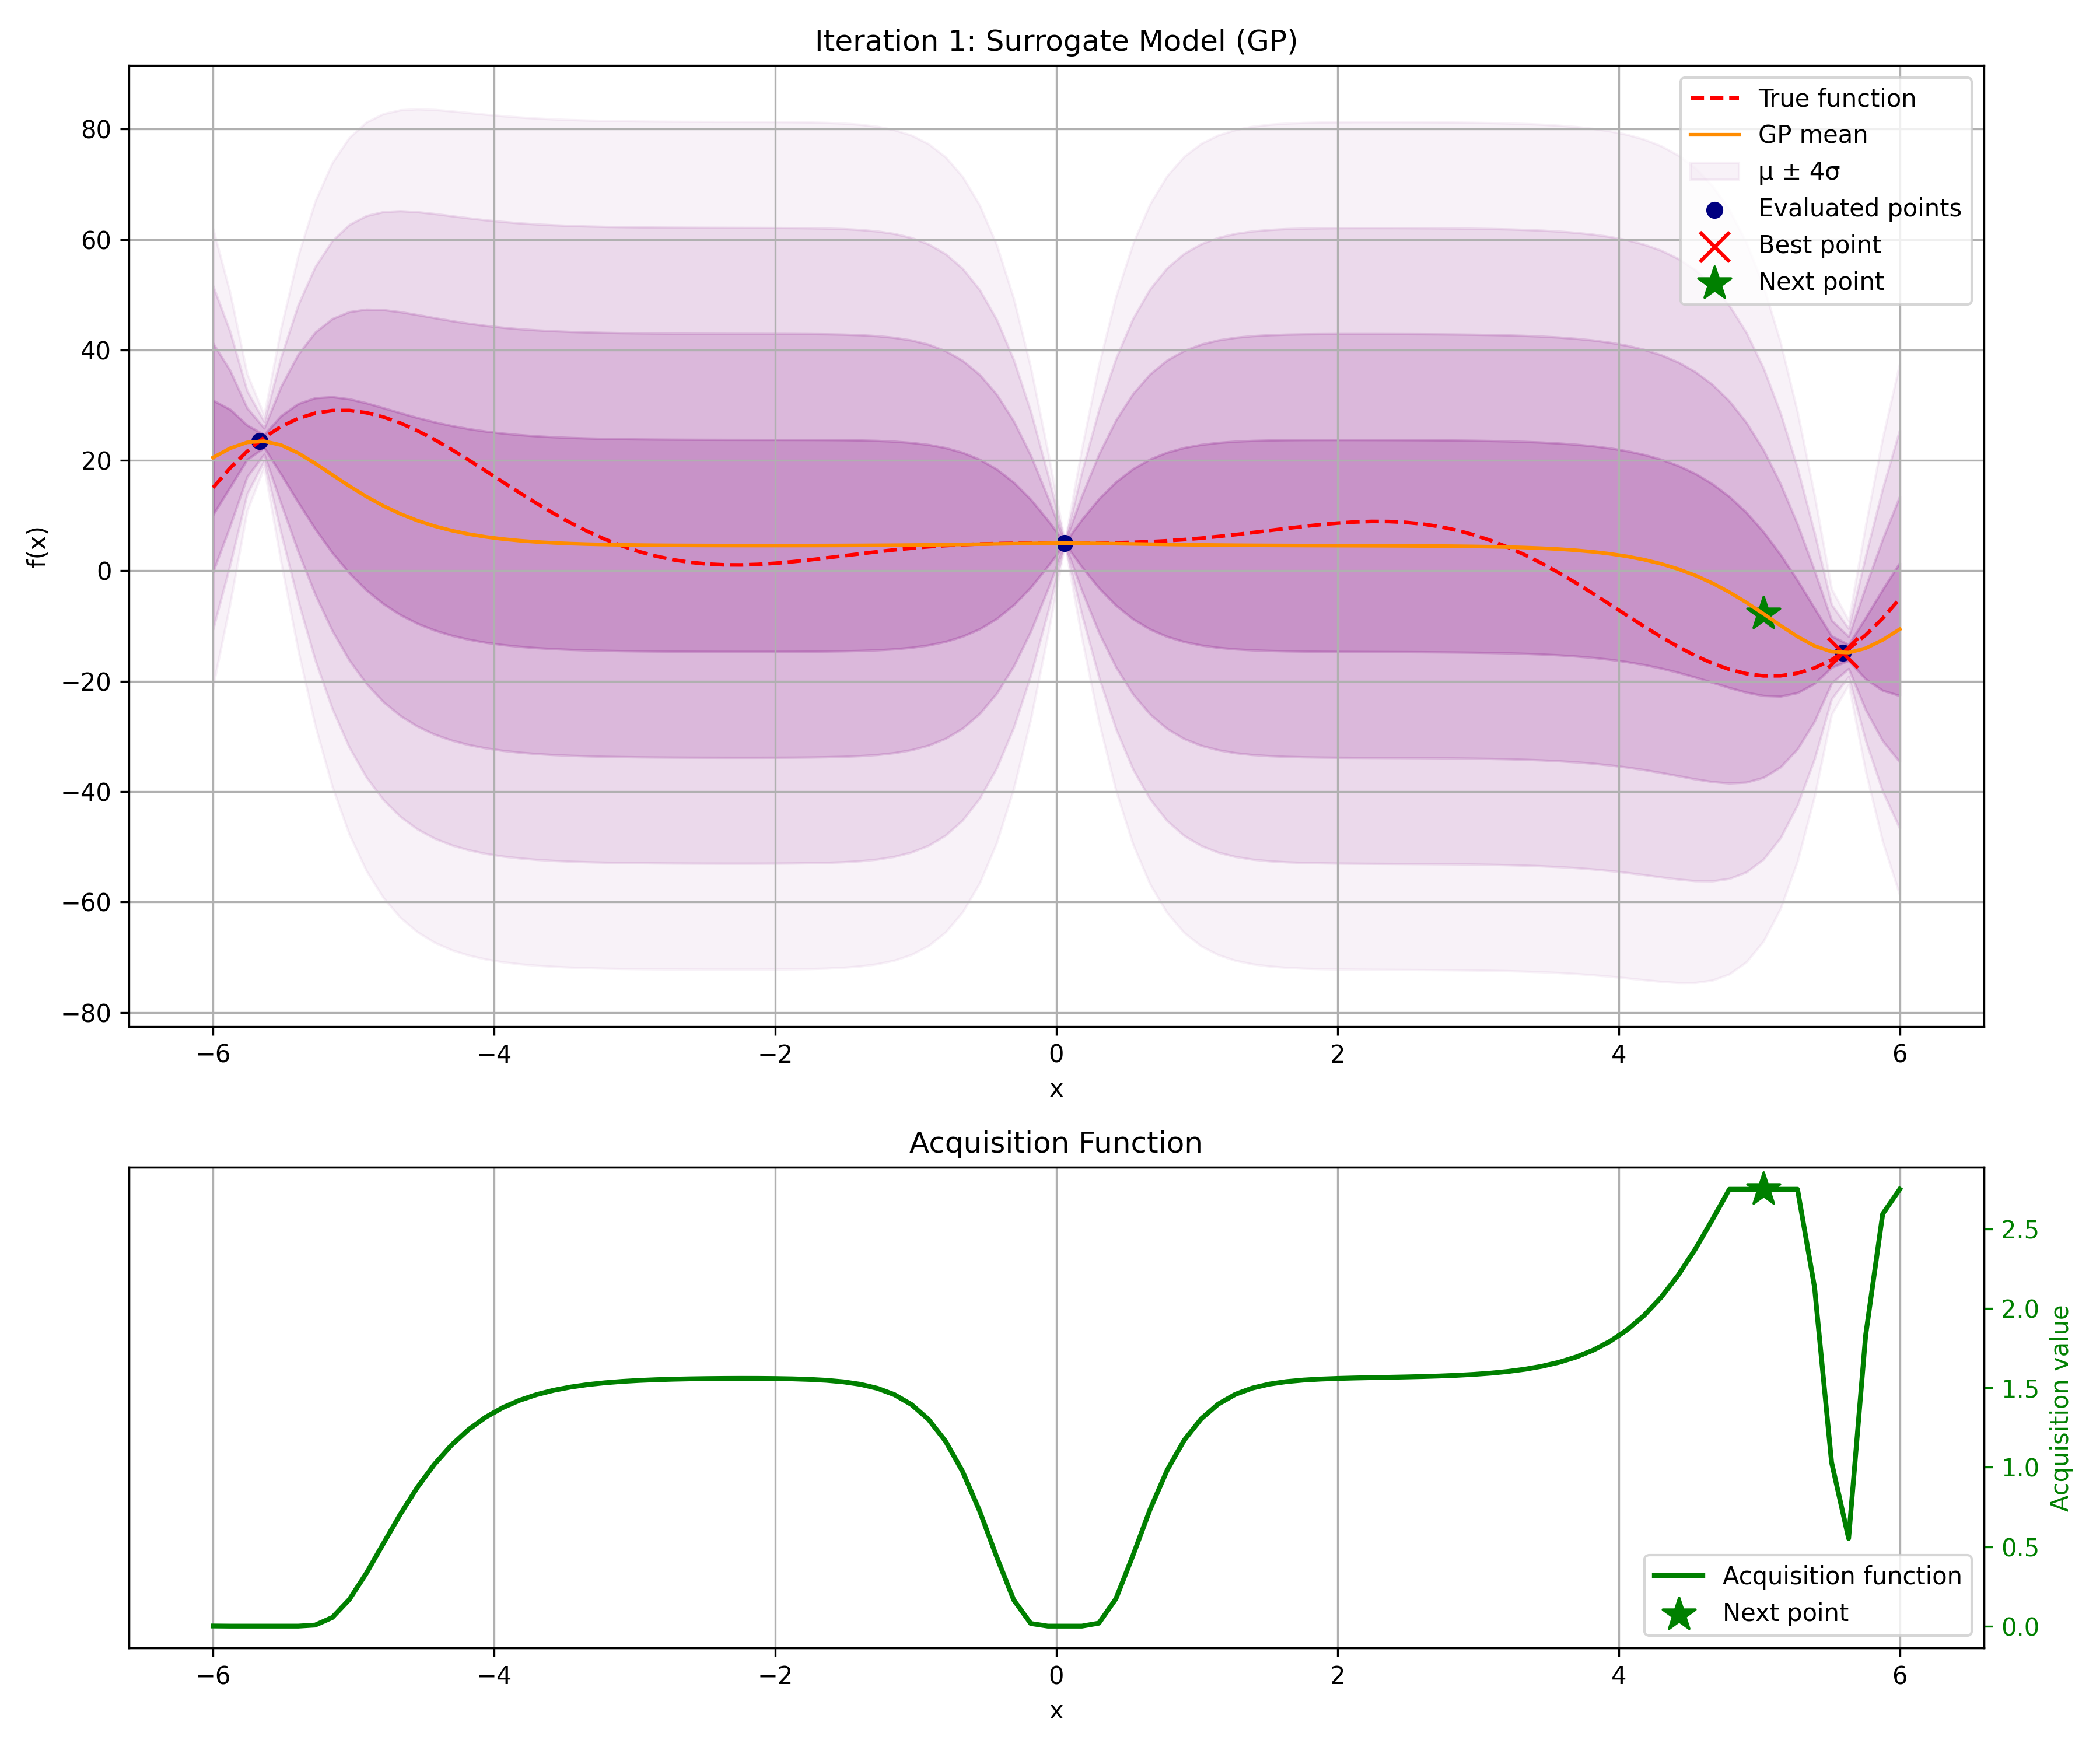 Iteration 1: Surrogate Model (GP)
True function
GP mean
μ ± 4σ
Evaluated points
Best point
Next point
80
60
40
20
0
−20
−40
−60
−80
f(x)
−6 −4 −2 0 2 4 6
x
Acquisition Function
2.5
2.0
1.5
1.0
0.5
0.0
Acquisition value
Acquisition function
Next point
−6 −4 −2 0 2 4 6
x